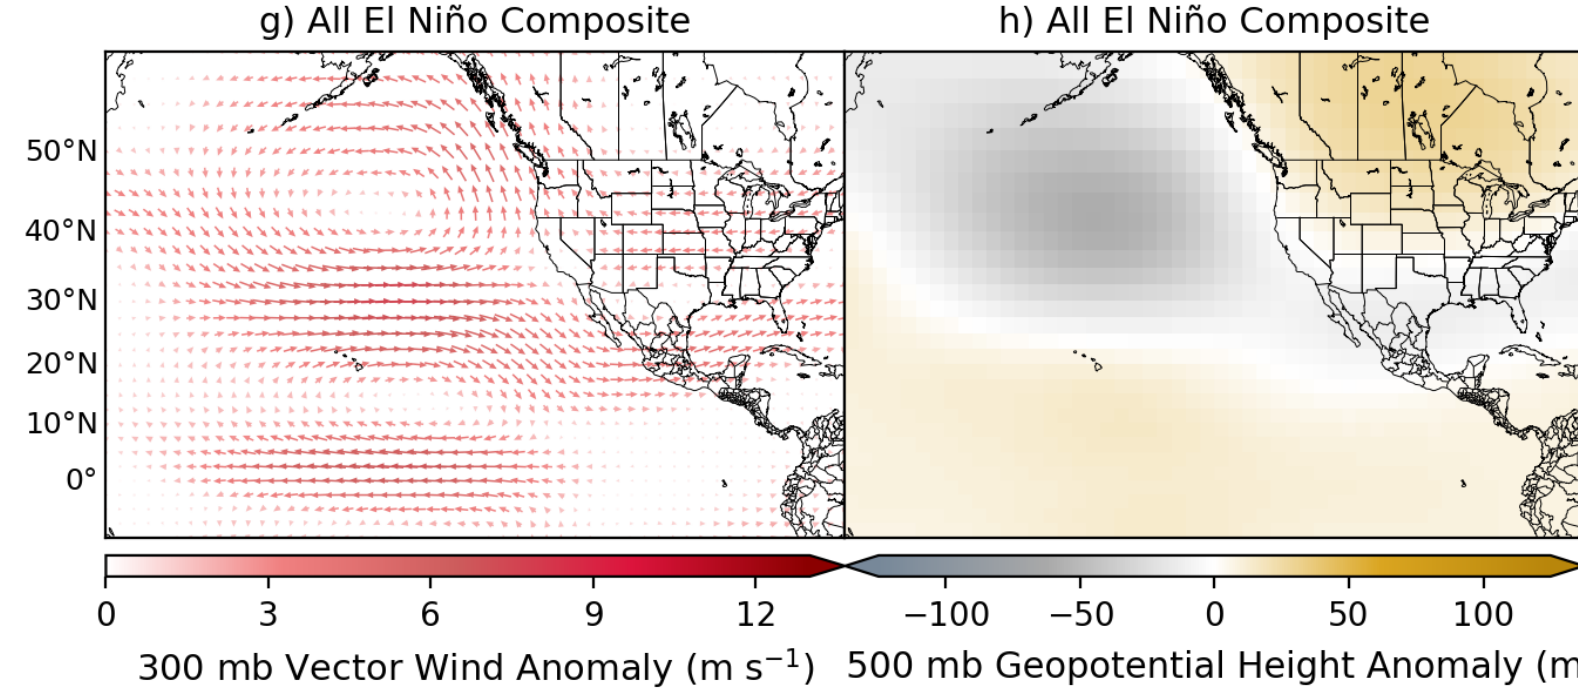 g) All El Niño Composite
h) All El Niño Composite
50°N
40°N
30°N
20°N
10°N
0°
0 3 6 9 12
−100 −50 0 50 100
300 mb Vector Wind Anomaly (m s⁻¹)
500 mb Geopotential Height Anomaly (m